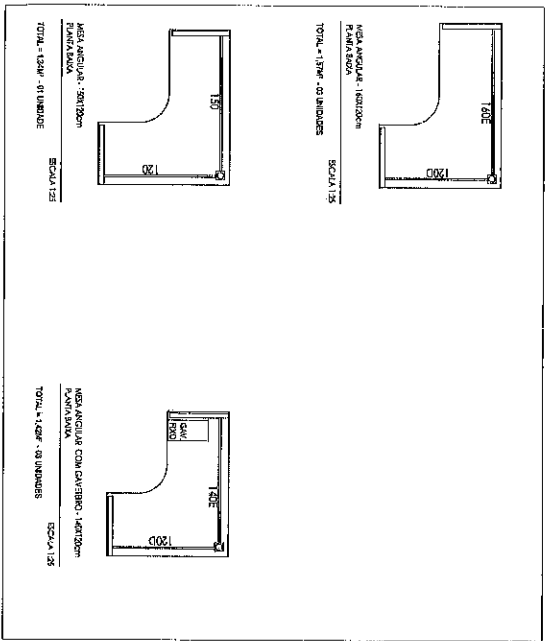 160E
120D
MESA ANGULAR - 160X120cm
PLANTA BAIXA
ESCALA 1:25
TOTAL = 1,57M² - 03 UNIDADES
150
120
MESA ANGULAR - 150X120cm
PLANTA BAIXA
ESCALA 1:25
TOTAL = 1,24M² - 01 UNIDADE
140E
GAV.
FIXO
120D
MESA ANGULAR COM GAVETEIRO - 140X120cm
PLANTA BAIXA
ESCALA 1:25
TOTAL = 1,42M² - UNIDADES